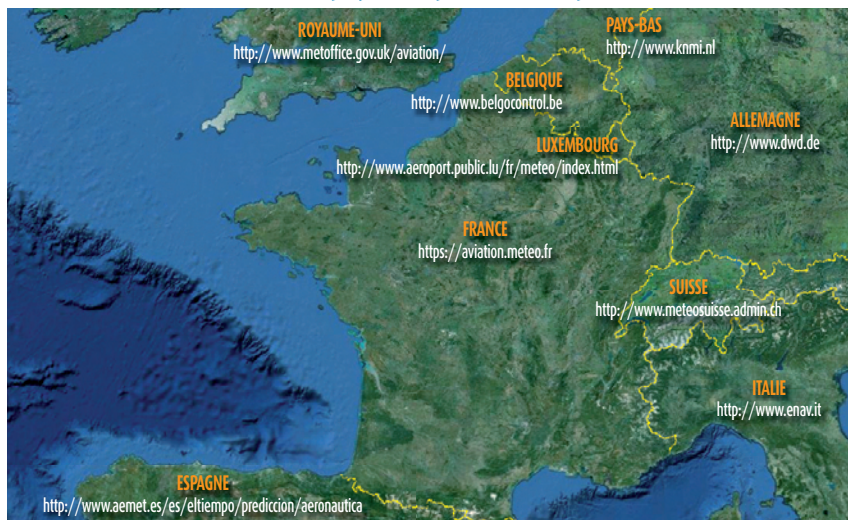 ROYAUME-UNI
http://www.metoffice.gov.uk/aviation/
PAYS-BAS
http://www.knmi.nl
BELGIQUE
http://www.belgocontrol.be
ALLEMAGNE
http://www.dwd.de
LUXEMBOURG
http://www.aeroport.public.lu/fr/meteo/index.html
FRANCE
https://aviation.meteo.fr
SUISSE
http://www.meteosuisse.admin.ch
ITALIE
http://www.enav.it
ESPAGNE
http://www.aemet.es/es/eltiempo/prediccion/aeronautica